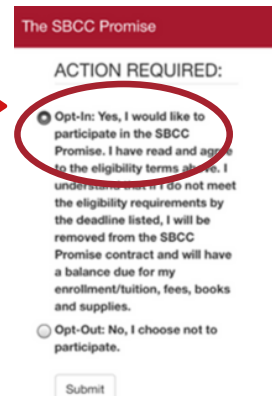 The SBCC Promise
ACTION REQUIRED:
Opt-In: Yes, I would like to
participate in the SBCC
Promise. I have read and agree
to the eligibility terms above. I
understand that if I do not meet
the eligibility requirements by
the deadline listed, I will be
removed from the SBCC
Promise contract and will have
a balance due for my
enrollment/tuition, fees, books
and supplies.
Opt-Out: No, I choose not to
participate.
Submit